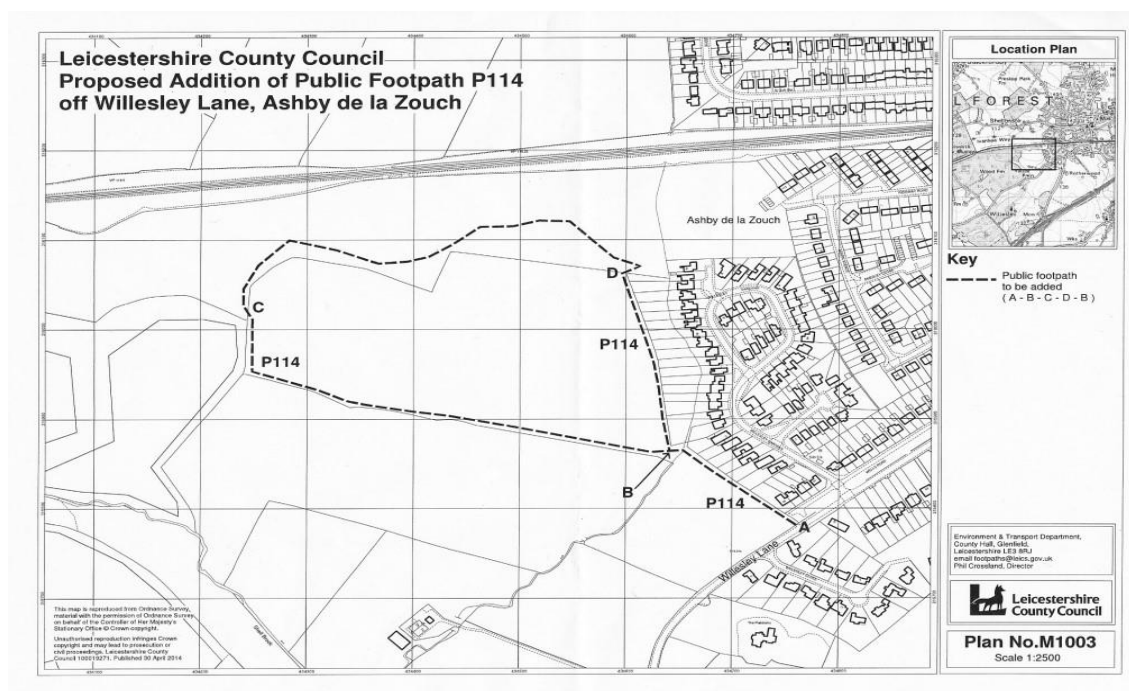 Leicestershire County Council
Proposed Addition of Public Footpath P114
off Willesley Lane, Ashby de la Zouch
Ashby de la Zouch
D
C
P114
P114
B
P114
A
Willesley Lane
This map is reproduced from Ordnance Survey
material with the permission of Ordnance Survey
on behalf of the Controller of Her Majesty's
Stationary Office © Crown copyright.
Unauthorised reproduction infringes Crown
copyright and may lead to prosecution or
civil proceedings. Leicestershire County
Council 100019271. Published 30 April 2014
Location Plan
L FOREST
Willesley
Key
Public footpath
to be added
( A - B - C - D - B )
Environment & Transport Department,
County Hall, Glenfield,
Leicestershire LE3 8RJ
email footpaths@leics.gov.uk
Phil Crossland, Director
Leicestershire
County Council
Plan No.M1003
Scale 1:2500